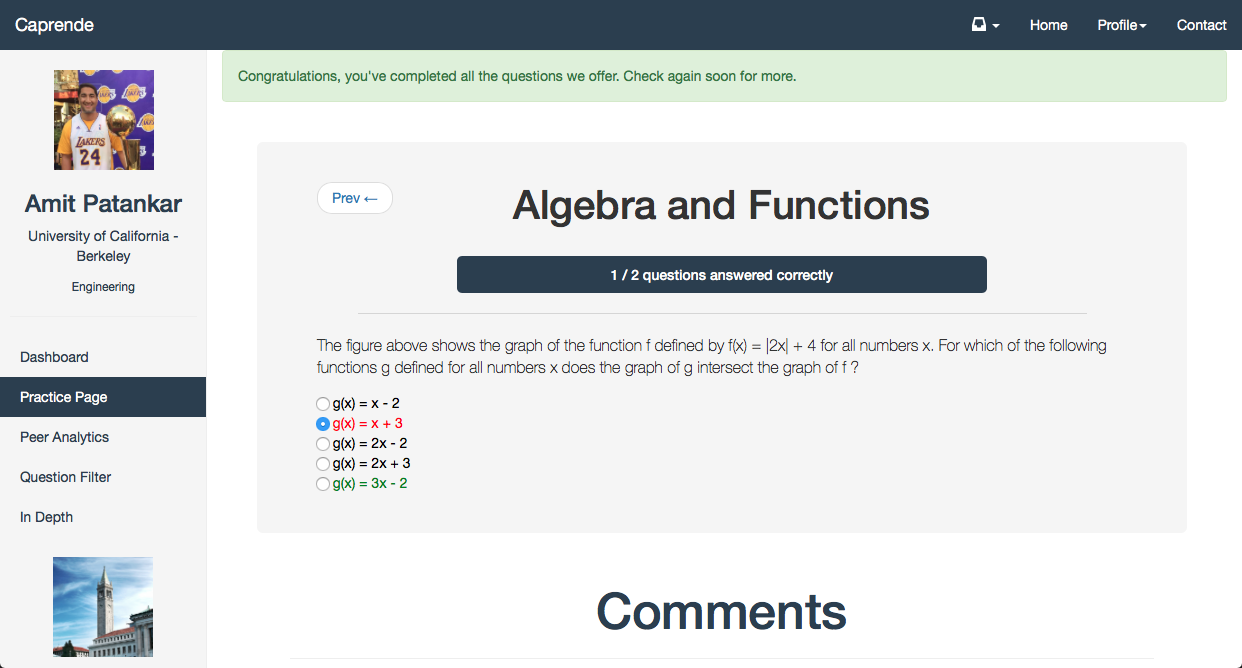 Caprende
Home
Profile
Contact
Congratulations, you've completed all the questions we offer. Check again soon for more.
LAKERS
24
Amit Patankar
University of California -
Berkeley
Engineering
Dashboard
Practice Page
Peer Analytics
Question Filter
In Depth
Prev ←
Algebra and Functions
1 / 2 questions answered correctly
The figure above shows the graph of the function f defined by f(x) = |2x| + 4 for all numbers x. For which of the following
functions g defined for all numbers x does the graph of g intersect the graph of f ?
g(x) = x - 2
g(x) = x + 3
g(x) = 2x - 2
g(x) = 2x + 3
g(x) = 3x - 2
Comments